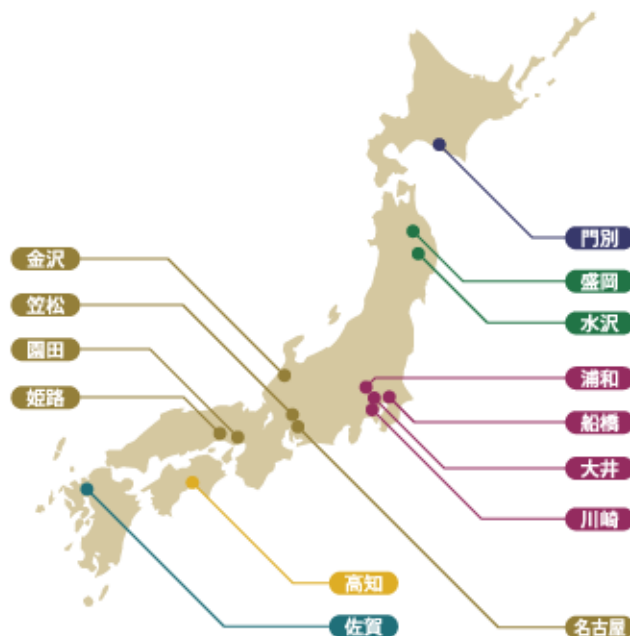 門別
盛岡
水沢
金沢
笠松
園田
姫路
浦和
船橋
大井
川崎
高知
佐賀
名古屋